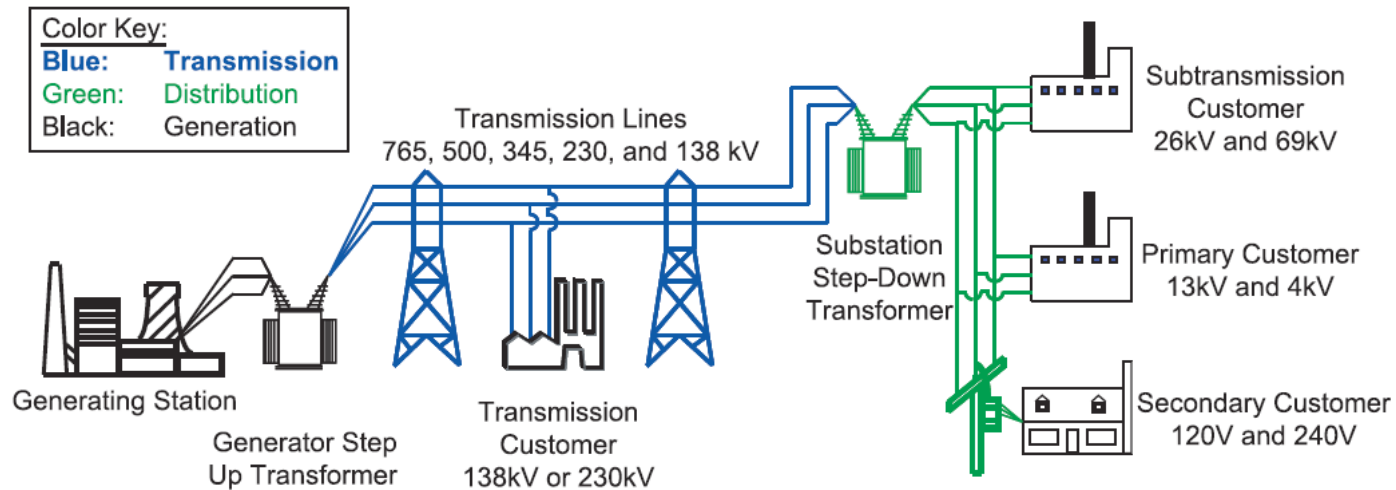 Color Key:
Blue: Transmission
Green: Distribution
Black: Generation
Transmission Lines
765, 500, 345, 230, and 138 kV
Subtransmission
Customer
26kV and 69kV
Substation
Step-Down
Transformer
Primary Customer
13kV and 4kV
Generating Station
Generator Step
Up Transformer
Transmission
Customer
138kV or 230kV
Secondary Customer
120V and 240V